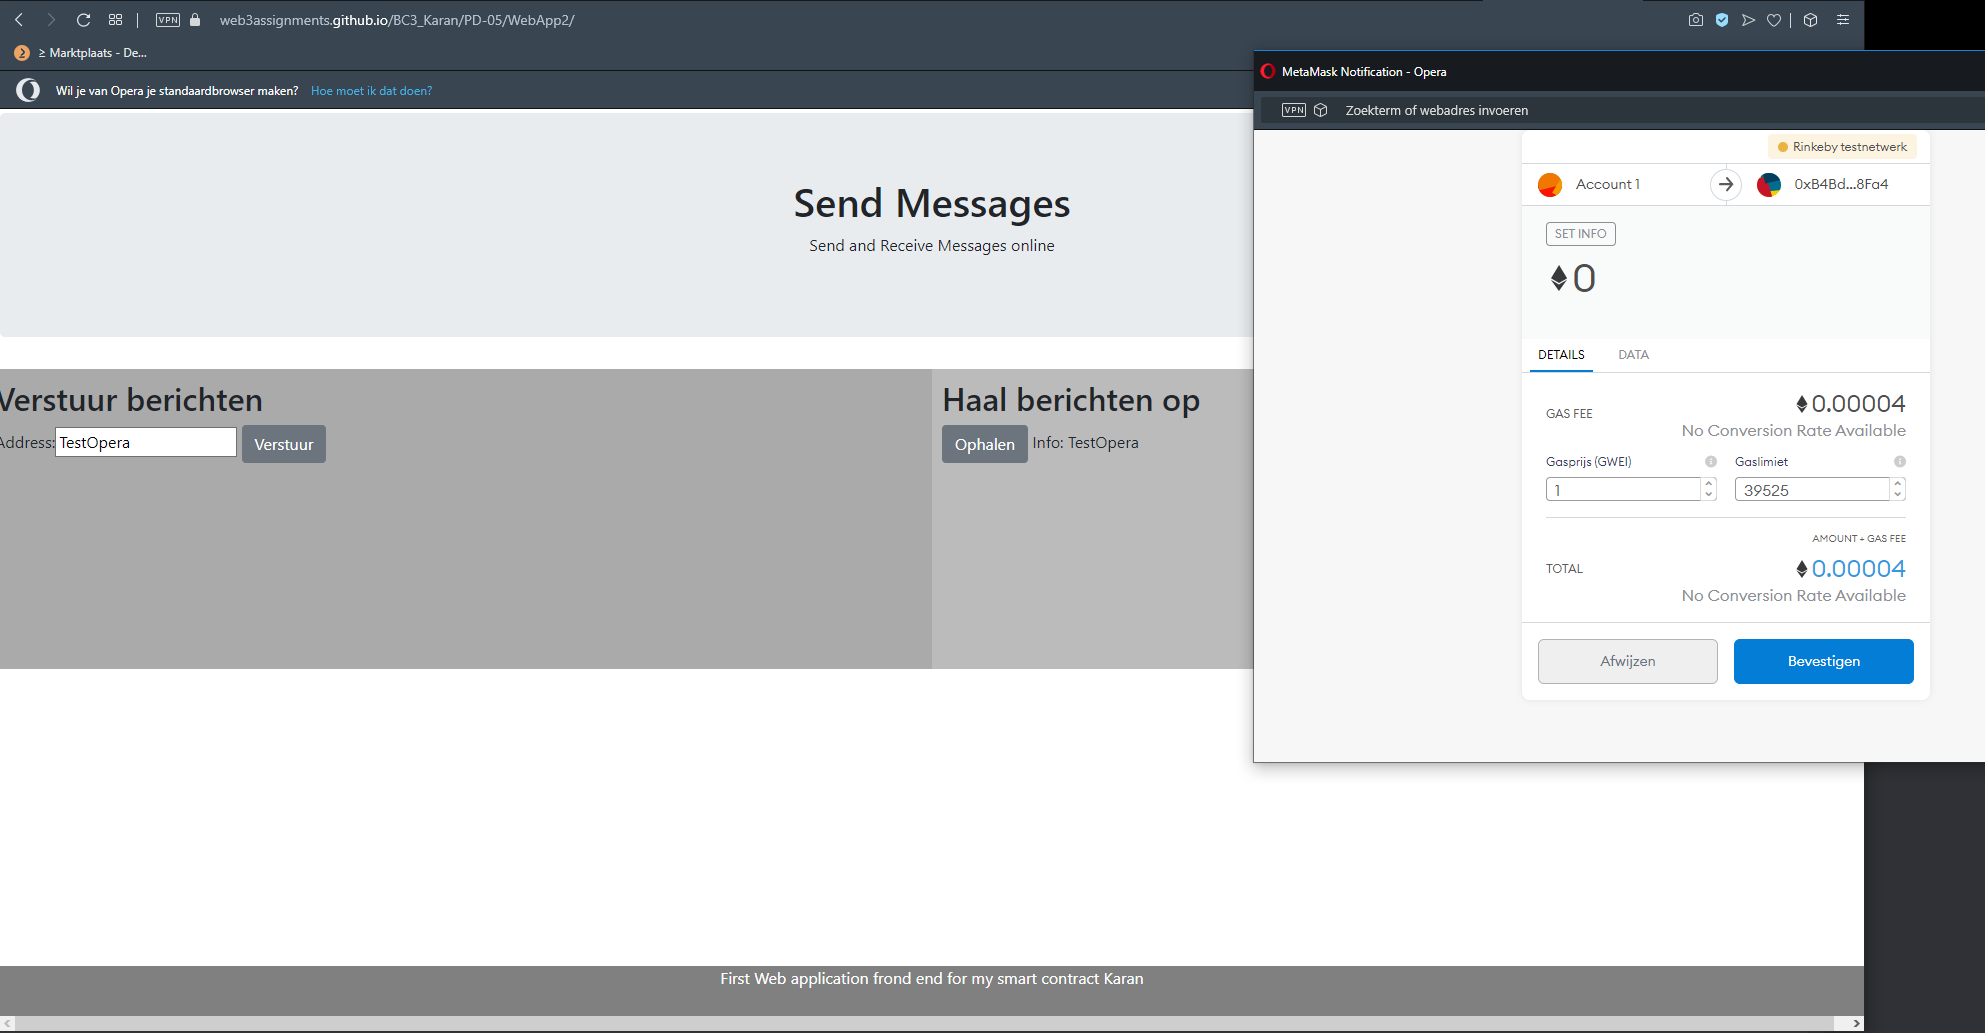 VPN
web3assignments.github.io/BC3_Karan/PD-05/WebApp2/
≥ Marktplaats - De...
Wil je van Opera je standaardbrowser maken? Hoe moet ik dat doen?
Send Messages
Send and Receive Messages online
Verstuur berichten
Address: TestOpera Verstuur
Haal berichten op
Ophalen Info: TestOpera
First Web application frond end for my smart contract Karan
MetaMask Notification - Opera
VPN Zoekterm of webadres invoeren
Rinkeby testnetwerk
Account 1 0xB4Bd...8Fa4
SET INFO
0
DETAILS DATA
GAS FEE 0.00004
No Conversion Rate Available
Gasprijs (GWEI) Gaslimiet
1 39525
AMOUNT + GAS FEE
TOTAL 0.00004
No Conversion Rate Available
Afwijzen Bevestigen